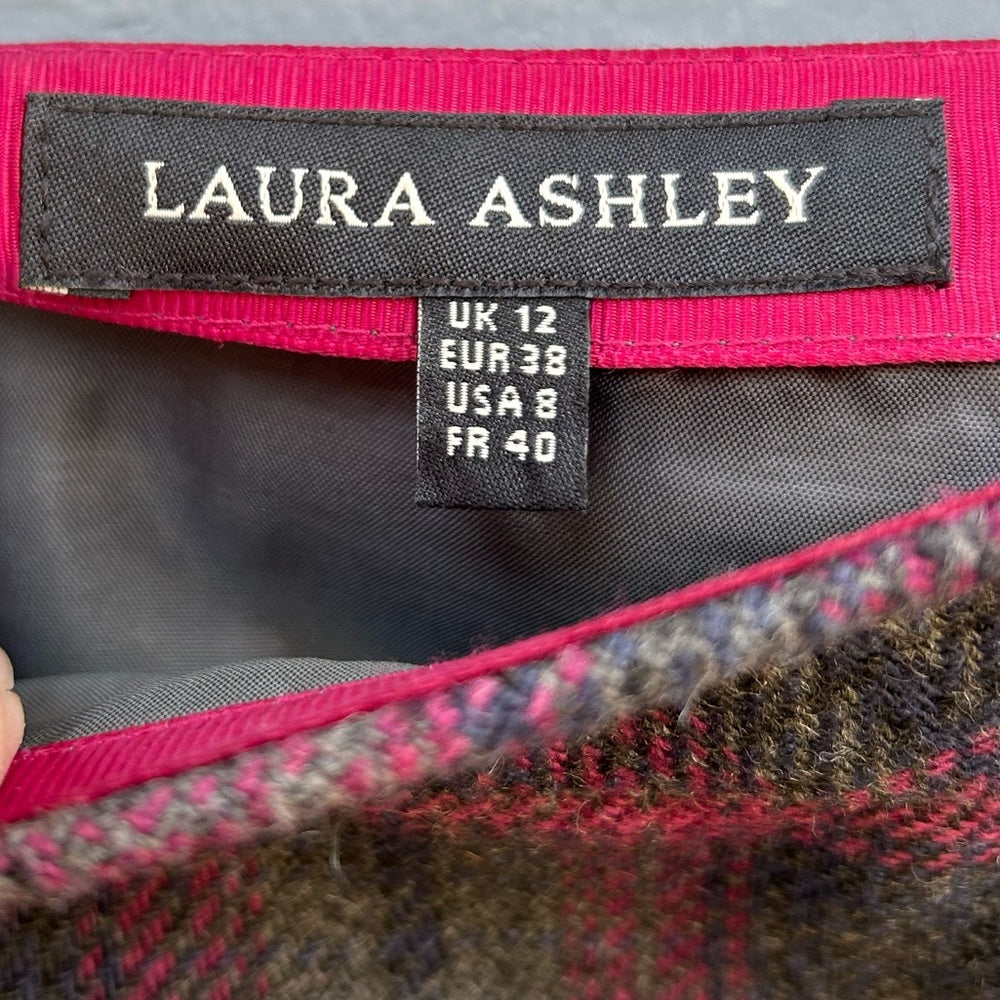 LAURA ASHLEY
UK 12
EUR 38
USA 8
FR 40